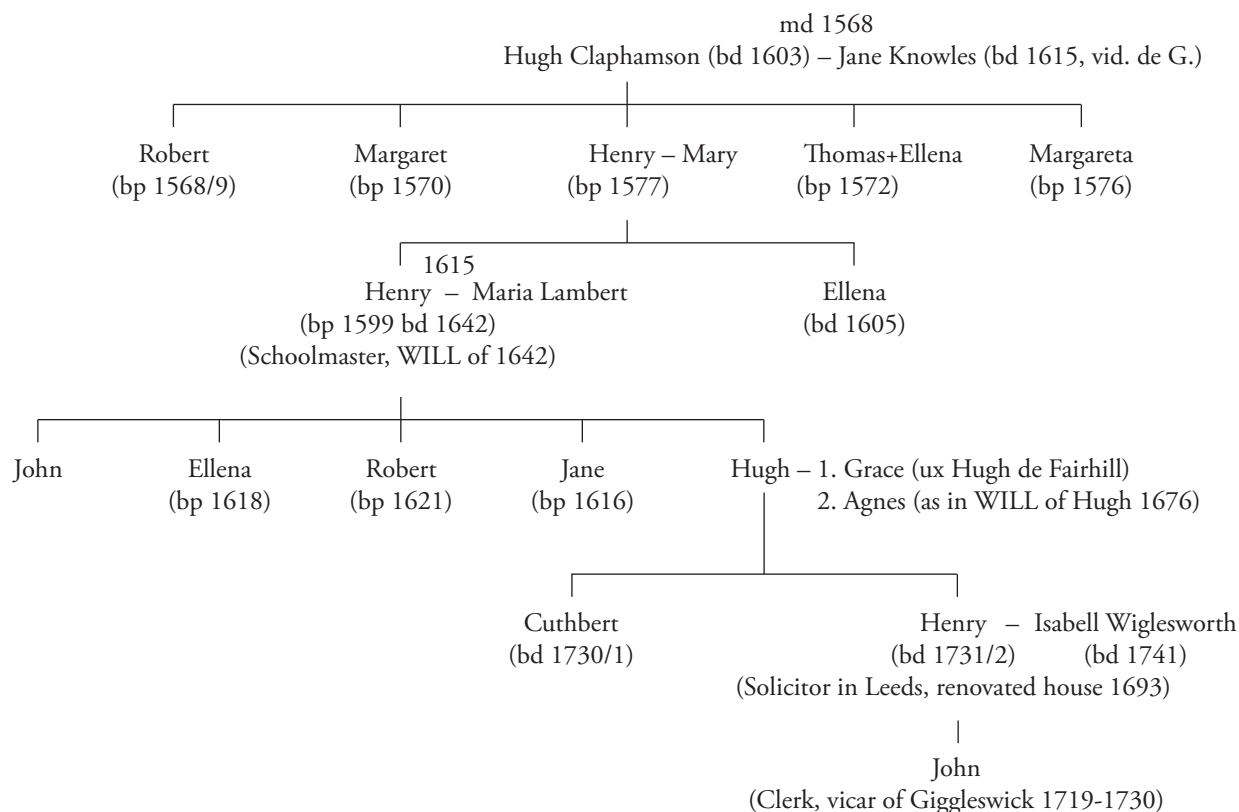 md 1568
Hugh Claphamson (bd 1603) – Jane Knowles (bd 1615, vid. de G.)
Robert Margaret Henry – Mary Thomas+Ellena Margareta
(bp 1568/9) (bp 1570) (bp 1577) (bp 1572) (bp 1576)
1615
Henry – Maria Lambert Ellena
(bp 1599 bd 1642) (bd 1605)
(Schoolmaster, WILL of 1642)
John Ellena Robert Jane Hugh – 1. Grace (ux Hugh de Fairhill)
(bp 1618) (bp 1621) (bp 1616) 2. Agnes (as in WILL of Hugh 1676)
Cuthbert Henry – Isabell Wiglesworth
(bd 1730/1) (bd 1731/2) (bd 1741)
(Solicitor in Leeds, renovated house 1693)
John
(Clerk, vicar of Giggleswick 1719-1730)